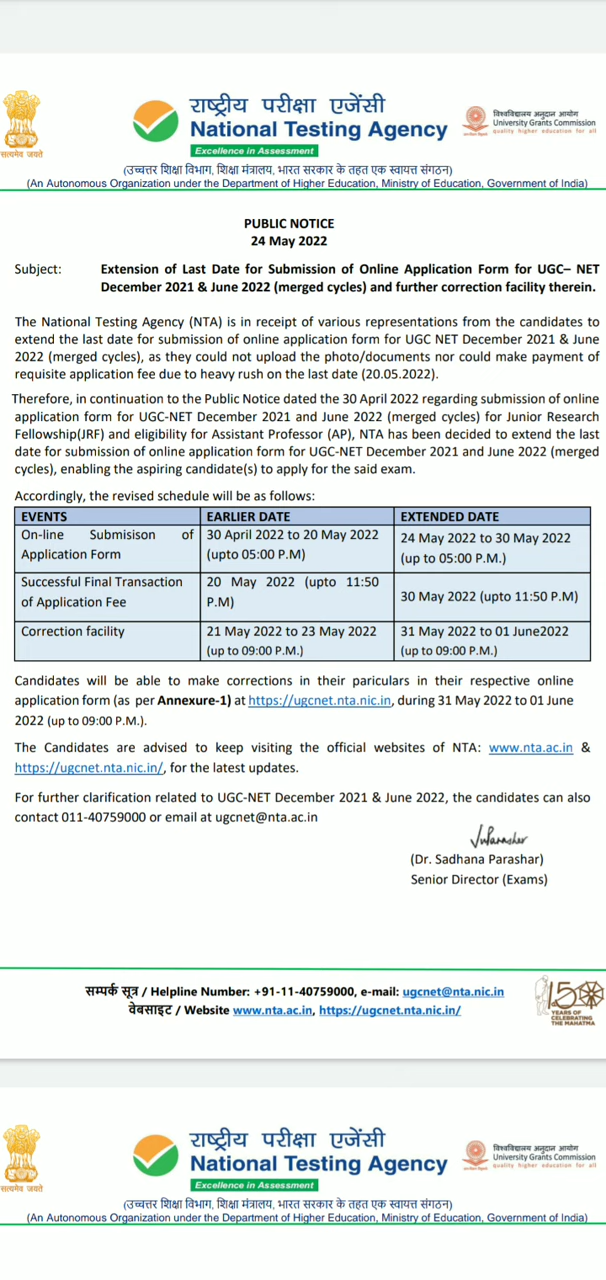 राष्ट्रीय परीक्षा एजेंसी
National Testing Agency
Excellence in Assessment
सत्यमेव जयते
विश्वविद्यालय अनुदान आयोग
University Grants Commission
quality higher education for all
(उच्चत्तर शिक्षा विभाग, शिक्षा मंत्रालय, भारत सरकार के तहत एक स्वायत्त संगठन)
(An Autonomous Organization under the Department of Higher Education, Ministry of Education, Government of India)
PUBLIC NOTICE
24 May 2022
Subject: Extension of Last Date for Submission of Online Application Form for UGC– NET
December 2021 & June 2022 (merged cycles) and further correction facility therein.
The National Testing Agency (NTA) is in receipt of various representations from the candidates to
extend the last date for submission of online application form for UGC NET December 2021 & June
2022 (merged cycles), as they could not upload the photo/documents nor could make payment of
requisite application fee due to heavy rush on the last date (20.05.2022).
Therefore, in continuation to the Public Notice dated the 30 April 2022 regarding submission of online
application form for UGC-NET December 2021 and June 2022 (merged cycles) for Junior Research
Fellowship(JRF) and eligibility for Assistant Professor (AP), NTA has been decided to extend the last
date for submission of online application form for UGC-NET December 2021 and June 2022 (merged
cycles), enabling the aspiring candidate(s) to apply for the said exam.
Accordingly, the revised schedule will be as follows:
EVENTS EARLIER DATE EXTENDED DATE
On-line Submisison of Application Form
30 April 2022 to 20 May 2022
(upto 05:00 P.M)
24 May 2022 to 30 May 2022
(up to 05:00 P.M.)
Successful Final Transaction
of Application Fee
20 May 2022 (upto 11:50
P.M)
30 May 2022 (upto 11:50 P.M)
Correction facility
21 May 2022 to 23 May 2022
(up to 09:00 P.M.)
31 May 2022 to 01 June2022
(up to 09:00 P.M.)
Candidates will be able to make corrections in their pariculars in their respective online
application form (as per Annexure-1) at https://ugcnet.nta.nic.in, during 31 May 2022 to 01 June
2022 (up to 09:00 P.M.).
The Candidates are advised to keep visiting the official websites of NTA: www.nta.ac.in &
https://ugcnet.nta.nic.in/, for the latest updates.
For further clarification related to UGC-NET December 2021 & June 2022, the candidates can also
contact 011-40759000 or email at ugcnet@nta.ac.in
(Dr. Sadhana Parashar)
Senior Director (Exams)
सम्पर्क सूत्र / Helpline Number: +91-11-40759000, e-mail: ugcnet@nta.nic.in
वेबसाइट / Website www.nta.ac.in, https://ugcnet.nta.nic.in/
150
YEARS OF
CELEBRATING
THE MAHATMA
राष्ट्रीय परीक्षा एजेंसी
National Testing Agency
Excellence in Assessment
सत्यमेव जयते
विश्वविद्यालय अनुदान आयोग
University Grants Commission
quality higher education for all
(उच्चत्तर शिक्षा विभाग, शिक्षा मंत्रालय, भारत सरकार के तहत एक स्वायत्त संगठन)
(An Autonomous Organization under the Department of Higher Education, Ministry of Education, Government of India)